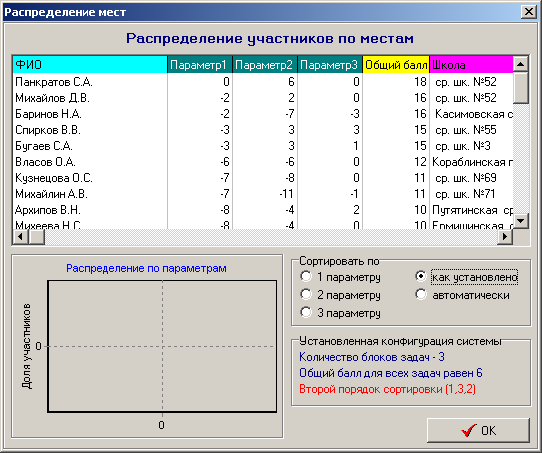 Распределение мест
Распределение участников по местам
ФИО Параметр1 Параметр2 Параметр3 Общий балл Школа
Панкратов С.А. 0 6 0 18 ср. шк. №52
Михайлов Д.В. -2 2 0 16 ср. шк. №52
Баринов Н.А. -2 -7 -3 16 Касимовская с
Спирков В.В. -3 3 3 15 ср. шк. №55
Бугаев С.А. -3 3 1 15 ср. шк. №3
Власов О.А. -6 -6 0 12 Кораблинская г
Кузнецова О.С. -7 -8 0 11 ср. шк. №69
Михайлин А.В. -7 -11 -1 11 ср. шк. №71
Архипов В.Н. -8 -4 2 10 Путятинская ср
Михеева Н.С. -8 -4 0 10 Ермишинская с
Распределение по параметрам
Доля участников
0
0
Сортировать по
1 параметру как установлено
2 параметру автоматически
3 параметру
Установленная конфигурация системы
Количество блоков задач - 3
Общий балл для всех задач равен 6
Второй порядок сортировки (1,3,2)
OK